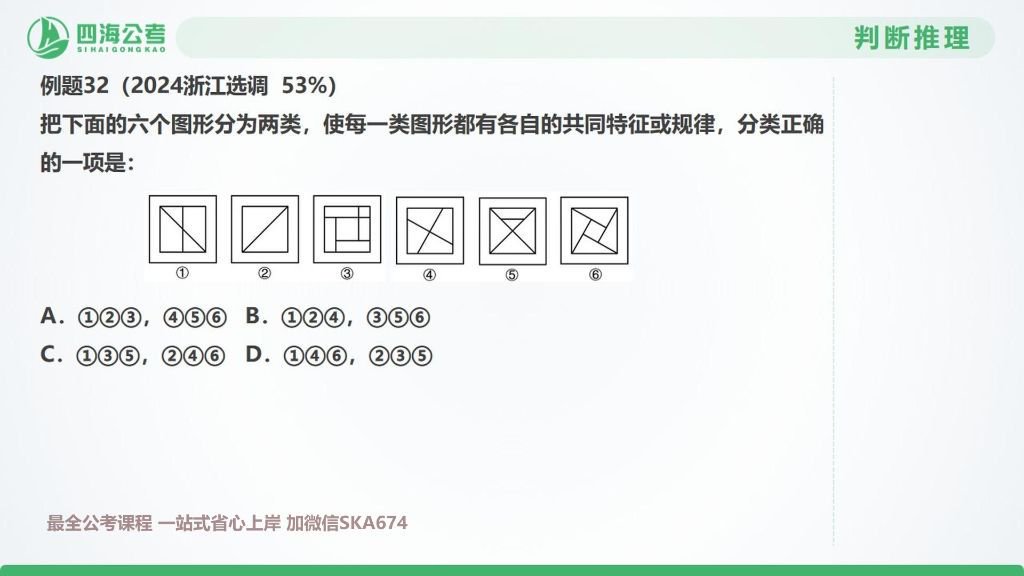 四海公考
SIHAIGONGKAO
判断推理
例题32（2024浙江选调 53%）
把下面的六个图形分为两类，使每一类图形都有各自的共同特征或规律，分类正确
的一项是：
① ② ③ ④ ⑤ ⑥
A. ①②③，④⑤⑥ B. ①②④，③⑤⑥
C. ①③⑤，②④⑥ D. ①④⑥，②③⑤
最全公考课程 一站式省心上岸 加微信SKA674